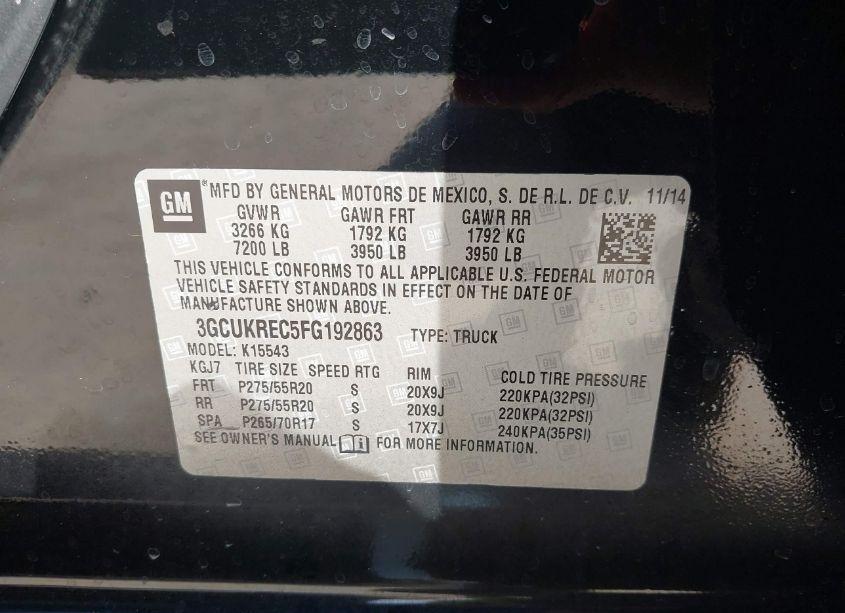 GM ® MFD BY GENERAL MOTORS DE MEXICO, S. DE R.L. DE C.V. 11/14
GVWR GAWR FRT GAWR RR
3266 KG 1792 KG 1792 KG
7200 LB 3950 LB 3950 LB
THIS VEHICLE CONFORMS TO ALL APPLICABLE U.S. FEDERAL MOTOR
VEHICLE SAFETY STANDARDS IN EFFECT ON THE DATE OF
MANUFACTURE SHOWN ABOVE.
3GCUKREC5FG192863 TYPE: TRUCK
MODEL: K15543
KGJ7 TIRE SIZE SPEED RTG RIM COLD TIRE PRESSURE
FRT P275/55R20 S 20X9J 220KPA(32PSI)
RR P275/55R20 S 20X9J 220KPA(32PSI)
SPA P265/70R17 S 17X7J 240KPA(35PSI)
SEE OWNER'S MANUAL FOR MORE INFORMATION.